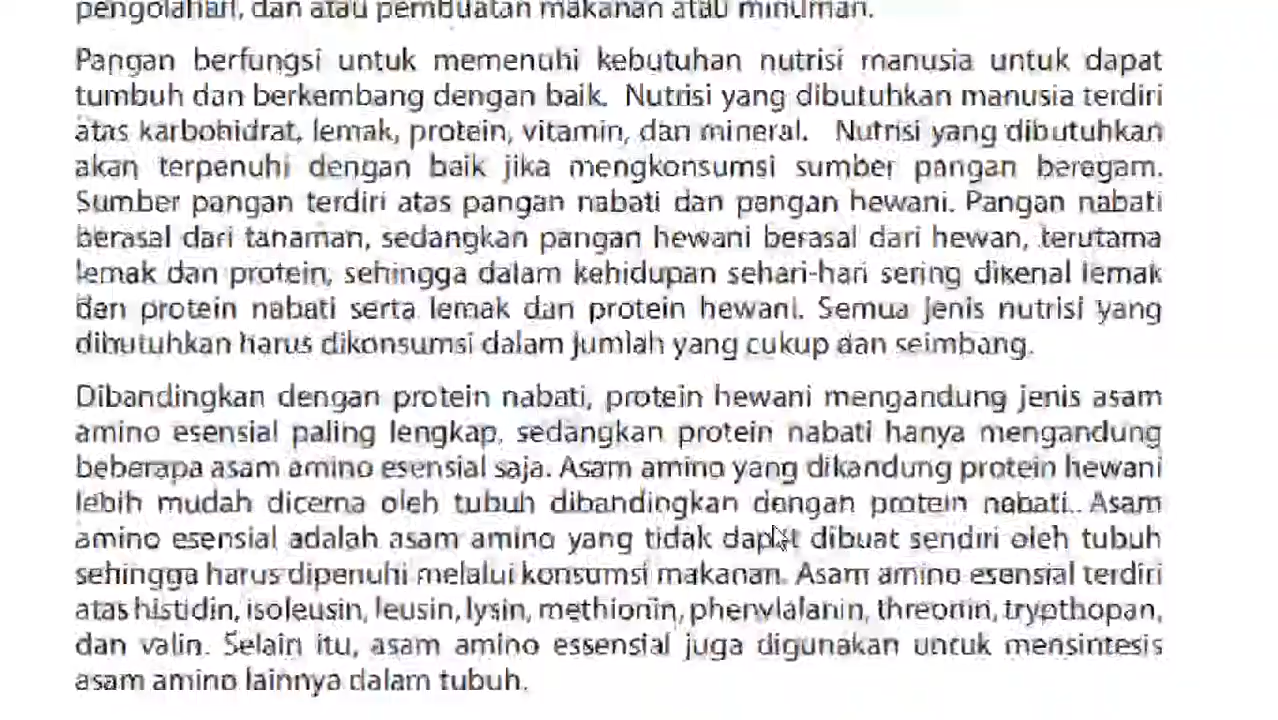 pengolahan, dan atau pembuatan makanan atau minuman.
Pangan berfungsi untuk memenuhi kebutuhan nutrisi manusia untuk dapat
tumbuh dan berkembang dengan baik. Nutrisi yang dibutuhkan manusia terdiri
atas karbohidrat, lemak, protein, vitamin, dan mineral. Nutrisi yang dibutuhkan
akan terpenuhi dengan baik jika mengkonsumsi sumber pangan beragam.
Sumber pangan terdiri atas pangan nabati dan pangan hewani. Pangan nabati
berasal dari tanaman, sedangkan pangan hewani berasal dari hewan, terutama
lemak dan protein, sehingga dalam kehidupan sehari-hari sering dikenal lemak
dan protein nabati serta lemak dan protein hewani. Semua jenis nutrisi yang
dibutuhkan harus dikonsumsi dalam jumlah yang cukup dan seimbang.
Dibandingkan dengan protein nabati, protein hewani mengandung jenis asam
amino esensial paling lengkap, sedangkan protein nabati hanya mengandung
beberapa asam amino esensial saja. Asam amino yang dikandung protein hewani
lebih mudah dicerna oleh tubuh dibandingkan dengan protein nabati.. Asam
amino esensial adalah asam amino yang tidak dapat dibuat sendiri oleh tubuh
sehingga harus dipenuhi melalui konsumsi makanan. Asam amino esensial terdiri
atas histidin, isoleusin, leusin, lysin, methionin, phenylalanin, threonin, trypthopan,
dan valin. Selain itu, asam amino essensial juga digunakan untuk mensintesis
asam amino lainnya dalam tubuh.